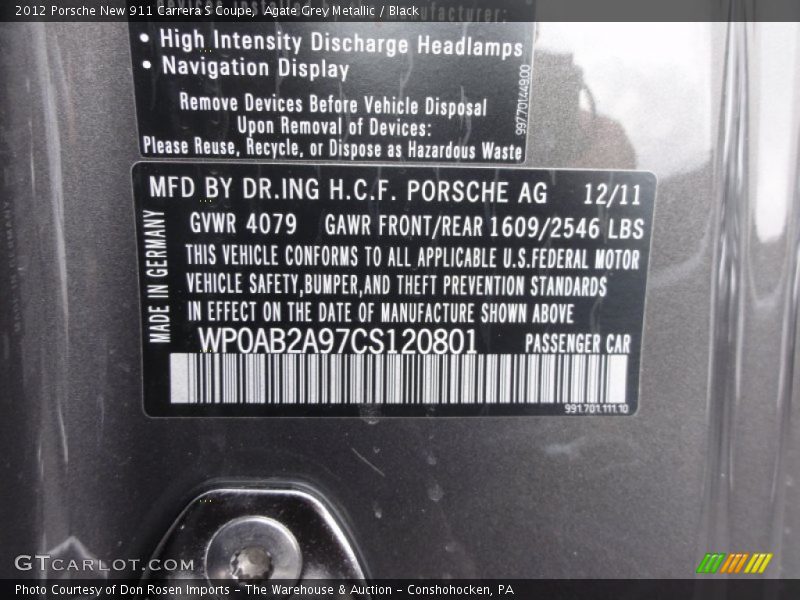 2012 Porsche New 911 Carrera S Coupe, Agate Grey Metallic / Black
• High Intensity Discharge Headlamps
• Navigation Display
Remove Devices Before Vehicle Disposal
Upon Removal of Devices:
Please Reuse, Recycle, or Dispose as Hazardous Waste
997.701.449.00
MFD BY DR.ING H.C.F. PORSCHE AG 12/11
GVWR 4079 GAWR FRONT/REAR 1609/2546 LBS
THIS VEHICLE CONFORMS TO ALL APPLICABLE U.S.FEDERAL MOTOR
VEHICLE SAFETY,BUMPER,AND THEFT PREVENTION STANDARDS
IN EFFECT ON THE DATE OF MANUFACTURE SHOWN ABOVE
MADE IN GERMANY
WP0AB2A97CS120801 PASSENGER CAR
991.701.111.10
GTCARLOT.COM
Photo Courtesy of Don Rosen Imports – The Warehouse & Auction – Conshohocken, PA